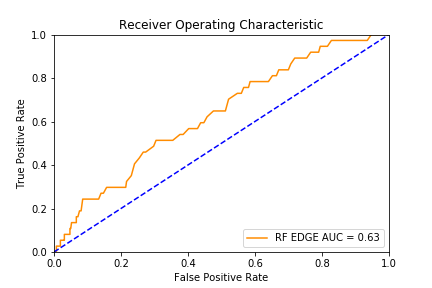 Receiver Operating Characteristic
True Positive Rate
1.0
0.8
0.6
0.4
0.2
0.0
RF EDGE AUC = 0.63
0.0 0.2 0.4 0.6 0.8 1.0
False Positive Rate